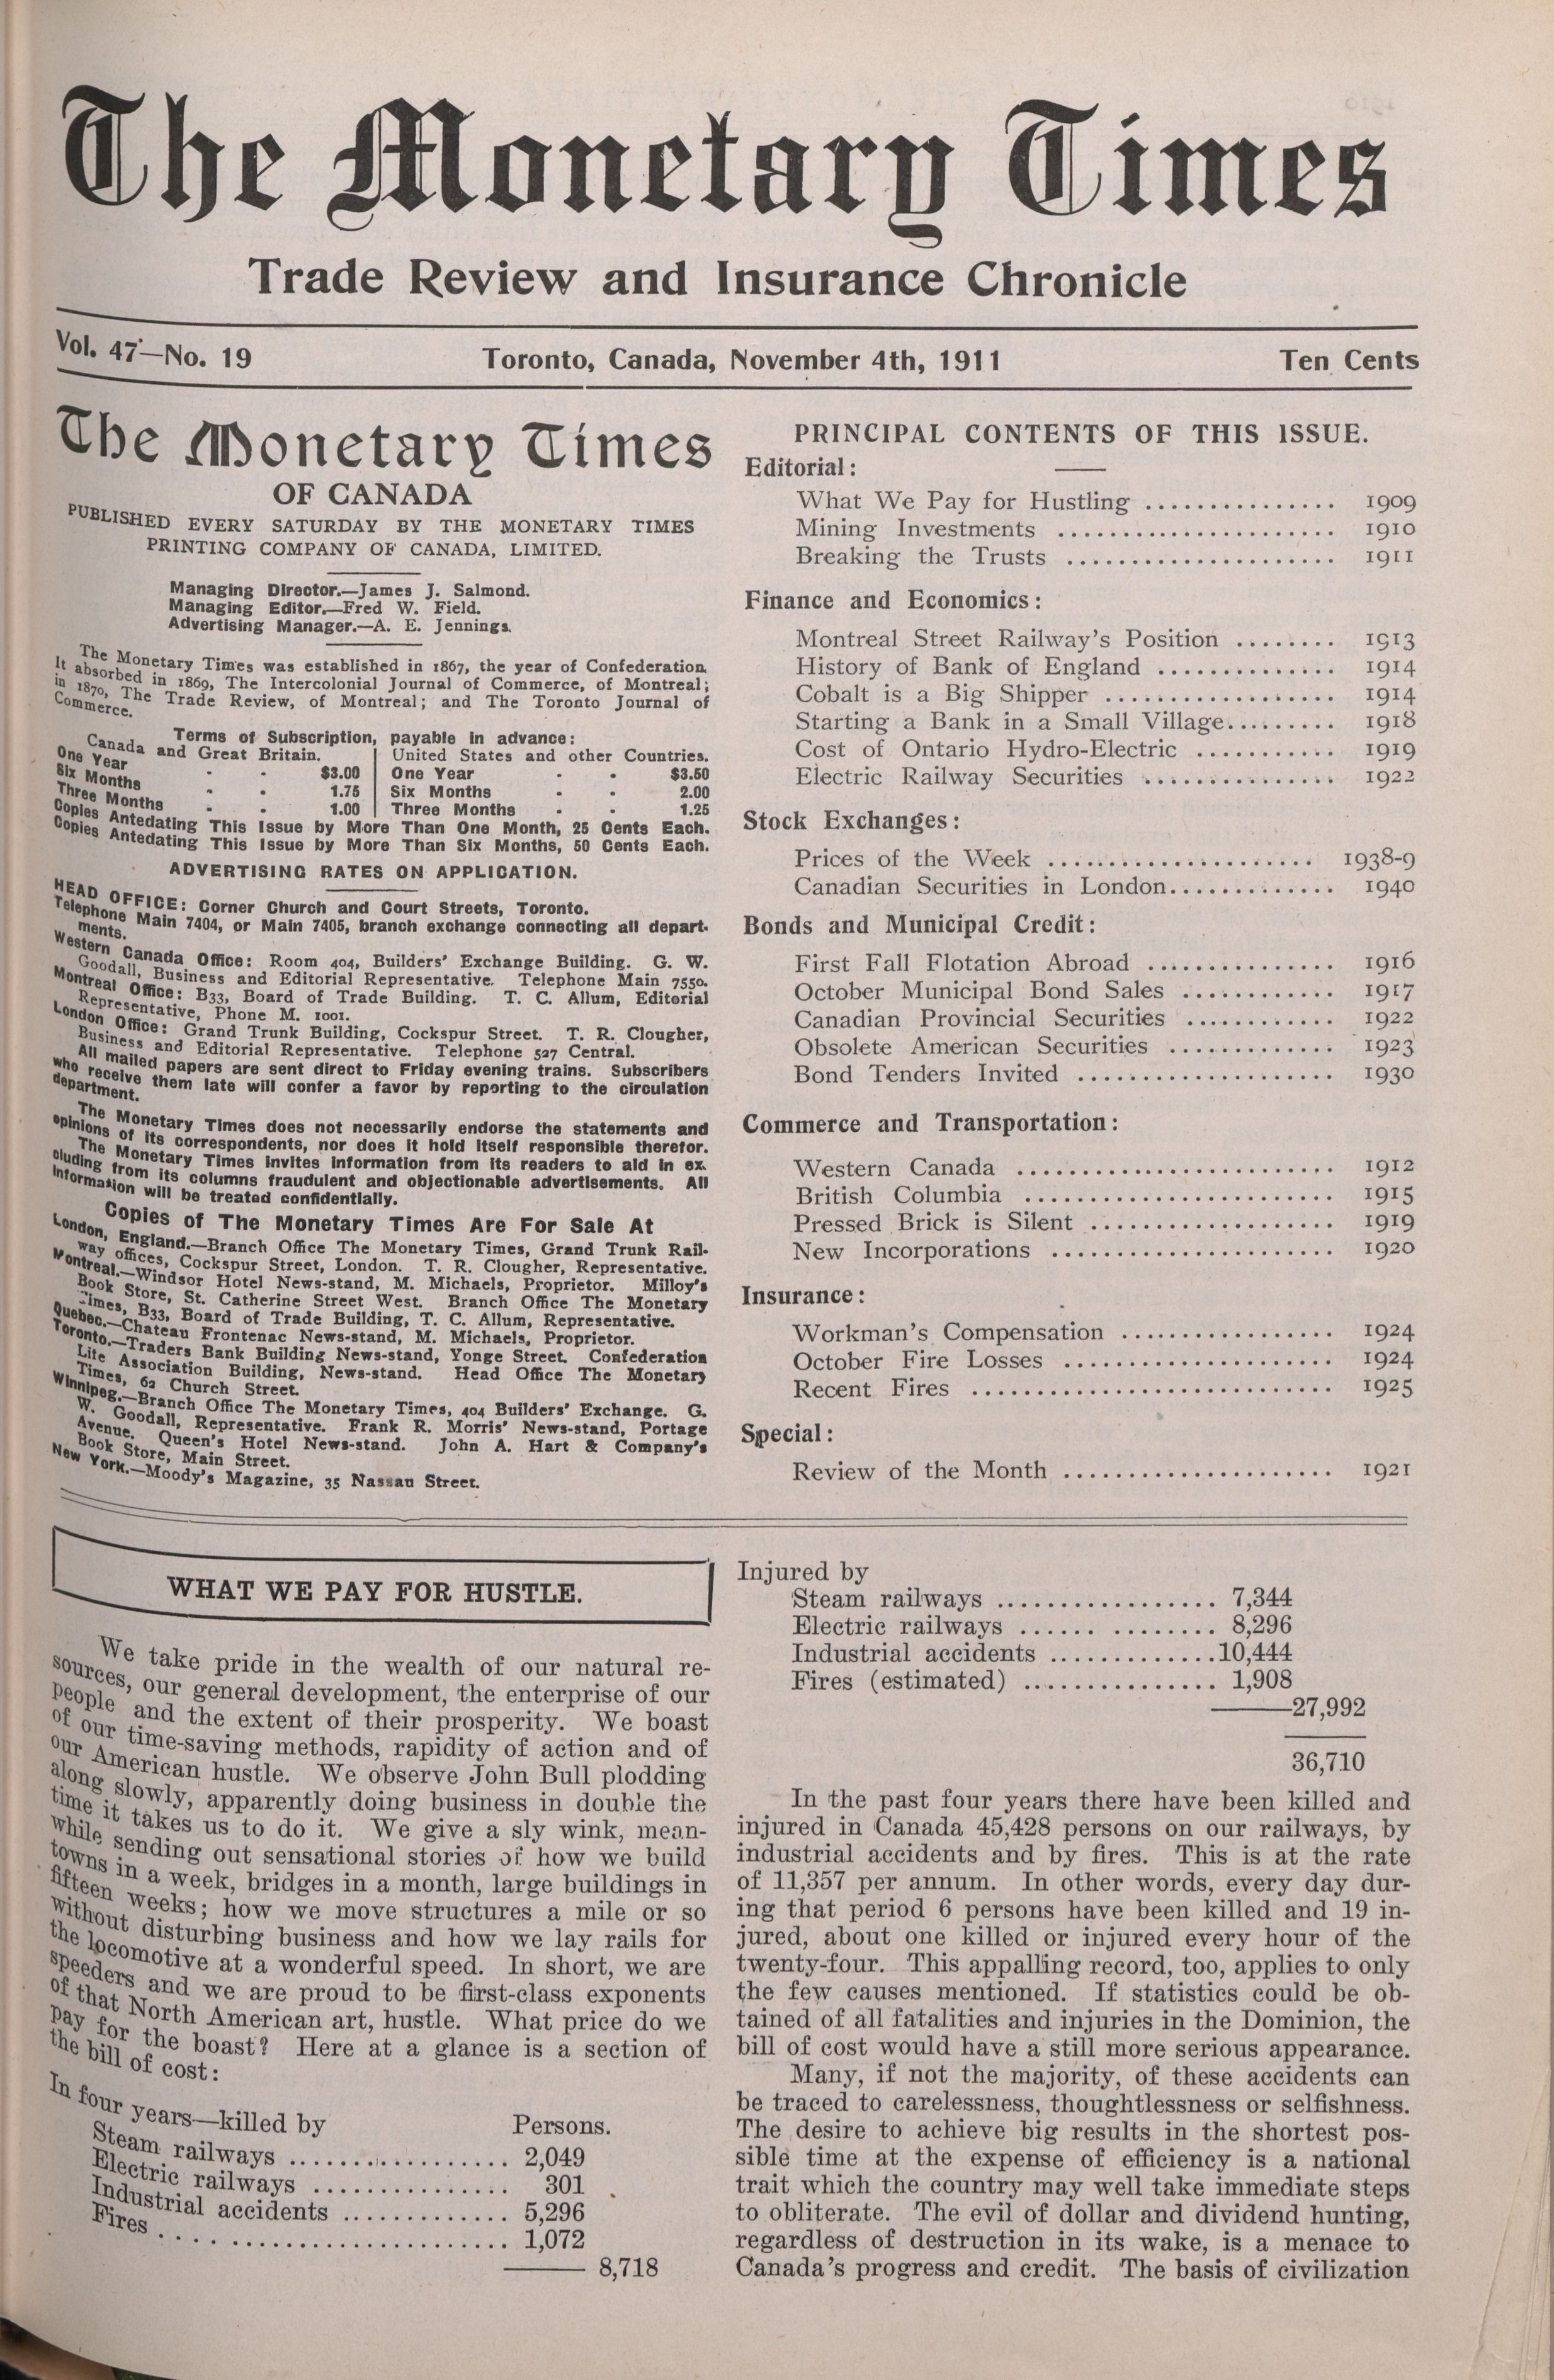 The Monetary Times
Trade Review and Insurance Chronicle
Vol. 47—No. 19 Toronto, Canada, November 4th, 1911 Ten Cents
The Monetary Times
OF CANADA
PUBLISHED EVERY SATURDAY BY THE MONETARY TIMES
PRINTING COMPANY OF CANADA, LIMITED.
Managing Director.—James J. Salmond.
Managing Editor.—Fred W. Field.
Advertising Manager.—A. E. Jennings.
The Monetary Times was established in 1867, the year of Confederation.
It absorbed in 1869, The Intercolonial Journal of Commerce, of Montreal;
in 1870, The Trade Review, of Montreal; and The Toronto Journal of
Commerce.
Terms of Subscription, payable in advance:
Canada and Great Britain. United States and other Countries.
One Year - - $3.00 One Year - - $3.50
Six Months - - 1.75 Six Months - - 2.00
Three Months - - 1.00 Three Months - - 1.25
Copies Antedating This Issue by More Than One Month, 25 Cents Each.
Copies Antedating This Issue by More Than Six Months, 50 Cents Each.
ADVERTISING RATES ON APPLICATION.
HEAD OFFICE: Corner Church and Court Streets, Toronto.
Telephone Main 7404, or Main 7405, branch exchange connecting all depart-
ments.
Western Canada Office: Room 404, Builders' Exchange Building. G. W.
Goodall, Business and Editorial Representative. Telephone Main 7550.
Montreal Office: B33, Board of Trade Building. T. C. Allum, Editorial
Representative, Phone M. 1001.
London Office: Grand Trunk Building, Cockspur Street. T. R. Clougher,
Business and Editorial Representative. Telephone 527 Central.
All mailed papers are sent direct to Friday evening trains. Subscribers
who receive them late will confer a favor by reporting to the circulation
department.
The Monetary Times does not necessarily endorse the statements and
opinions of its correspondents, nor does it hold itself responsible therefor.
The Monetary Times invites information from its readers to aid in ex-
cluding from its columns fraudulent and objectionable advertisements. All
information will be treated confidentially.
Copies of The Monetary Times Are For Sale At
London, England.—Branch Office The Monetary Times, Grand Trunk Rail-
way offices, Cockspur Street, London. T. R. Clougher, Representative.
Montreal.—Windsor Hotel News-stand, M. Michaels, Proprietor. Milloy's
Book Store, St. Catherine Street West. Branch Office The Monetary
Times, B33, Board of Trade Building, T. C. Allum, Representative.
Quebec.—Chateau Frontenac News-stand, M. Michaels, Proprietor.
Toronto.—Traders Bank Building News-stand, Yonge Street. Confederation
Life Association Building, News-stand. Head Office The Monetary
Times, 62 Church Street.
Winnipeg.—Branch Office The Monetary Times, 404 Builders' Exchange. G.
W. Goodall, Representative. Frank R. Morris' News-stand, Portage
Avenue. Queen's Hotel News-stand. John A. Hart & Company's
Book Store, Main Street.
New York.—Moody's Magazine, 35 Nassau Street.
PRINCIPAL CONTENTS OF THIS ISSUE.
Editorial:
What We Pay for Hustling ............... 1909
Mining Investments ...................... 1910
Breaking the Trusts ..................... 1911
Finance and Economics:
Montreal Street Railway's Position ........ 1913
History of Bank of England .............. 1914
Cobalt is a Big Shipper .................. 1914
Starting a Bank in a Small Village......... 1918
Cost of Ontario Hydro-Electric ........... 1919
Electric Railway Securities ............... 1922
Stock Exchanges:
Prices of the Week ..................... 1938-9
Canadian Securities in London............. 1940
Bonds and Municipal Credit:
First Fall Flotation Abroad ............... 1916
October Municipal Bond Sales ............ 1917
Canadian Provincial Securities ............ 1922
Obsolete American Securities ............. 1923
Bond Tenders Invited .................... 1930
Commerce and Transportation:
Western Canada ......................... 1912
British Columbia ........................ 1915
Pressed Brick is Silent ................... 1919
New Incorporations ...................... 1920
Insurance:
Workman's Compensation ................. 1924
October Fire Losses ..................... 1924
Recent Fires ............................ 1925
Special:
Review of the Month ..................... 1921
WHAT WE PAY FOR HUSTLE.
We take pride in the wealth of our natural re-
sources, our general development, the enterprise of our
people and the extent of their prosperity. We boast
of our time-saving methods, rapidity of action and of
our American hustle. We observe John Bull plodding
along slowly, apparently doing business in double the
time it takes us to do it. We give a sly wink, mean-
while sending out sensational stories of how we build
towns in a week, bridges in a month, large buildings in
fifteen weeks; how we move structures a mile or so
without disturbing business and how we lay rails for
the locomotive at a wonderful speed. In short, we are
speeders and we are proud to be first-class exponents
of that North American art, hustle. What price do we
pay for the boast? Here at a glance is a section of
the bill of cost:
In four years—killed by Persons.
Steam railways .................. 2,049
Electric railways ................ 301
Industrial accidents ............. 5,296
Fires ........................... 1,072
8,718
Injured by
Steam railways ................. 7,344
Electric railways ...... ........ 8,296
Industrial accidents .............10,444
Fires (estimated) ............... 1,908
27,992
36,710
In the past four years there have been killed and
injured in Canada 45,428 persons on our railways, by
industrial accidents and by fires. This is at the rate
of 11,357 per annum. In other words, every day dur-
ing that period 6 persons have been killed and 19 in-
jured, about one killed or injured every hour of the
twenty-four. This appalling record, too, applies to only
the few causes mentioned. If statistics could be ob-
tained of all fatalities and injuries in the Dominion, the
bill of cost would have a still more serious appearance.
Many, if not the majority, of these accidents can
be traced to carelessness, thoughtlessness or selfishness.
The desire to achieve big results in the shortest pos-
sible time at the expense of efficiency is a national
trait which the country may well take immediate steps
to obliterate. The evil of dollar and dividend hunting,
regardless of destruction in its wake, is a menace to
Canada's progress and credit. The basis of civilization